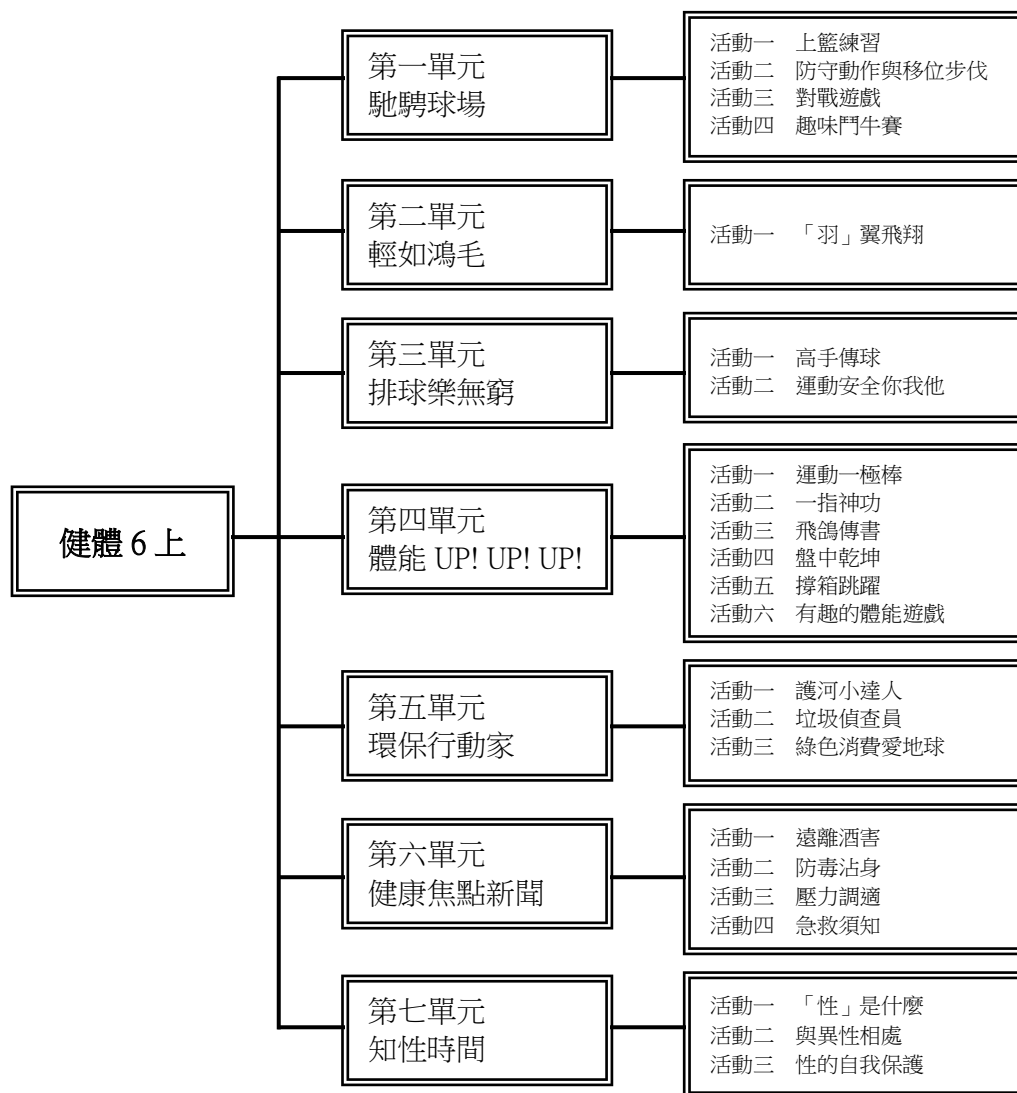 健體 6 上
第一單元
馳騁球場
活動一　上籃練習
活動二　防守動作與移位步伐
活動三　對戰遊戲
活動四　趣味鬥牛賽
第二單元
輕如鴻毛
活動一　「羽」翼飛翔
第三單元
排球樂無窮
活動一　高手傳球
活動二　運動安全你我他
第四單元
體能 UP! UP! UP!
活動一　運動一極棒
活動二　一指神功
活動三　飛鴿傳書
活動四　盤中乾坤
活動五　撐箱跳躍
活動六　有趣的體能遊戲
第五單元
環保行動家
活動一　護河小達人
活動二　垃圾偵查員
活動三　綠色消費愛地球
第六單元
健康焦點新聞
活動一　遠離酒害
活動二　防毒沾身
活動三　壓力調適
活動四　急救須知
第七單元
知性時間
活動一　「性」是什麼
活動二　與異性相處
活動三　性的自我保護